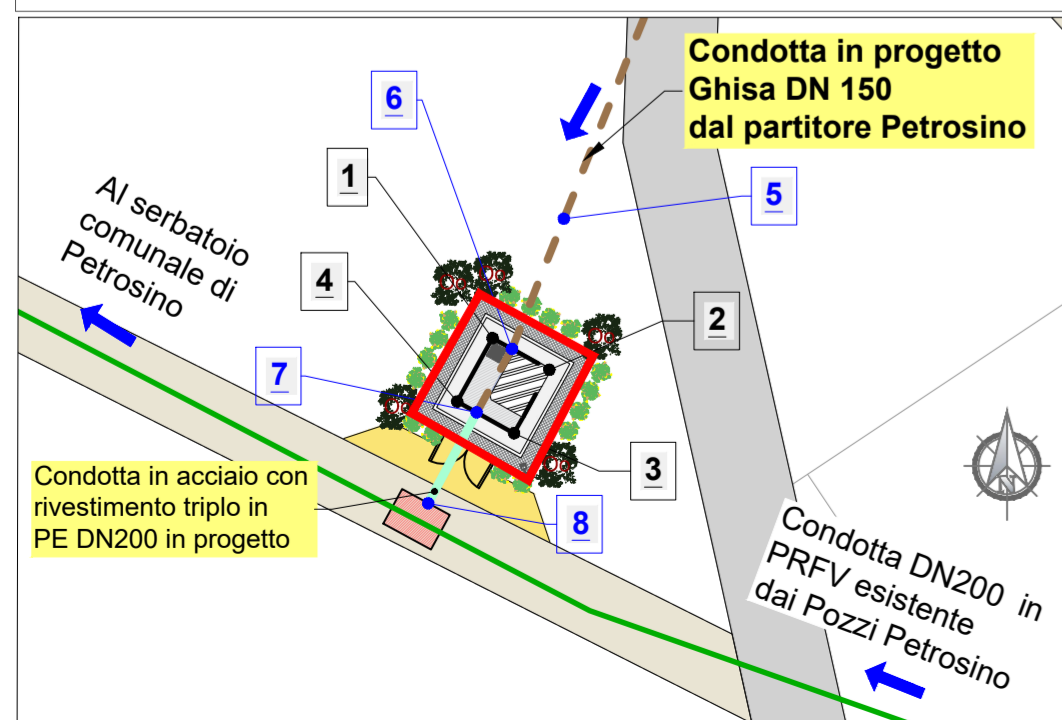 Condotta in progetto
Ghisa DN 150
dal partitore Petrosino
6
1
5
Al serbatoio
comunale di
Petrosino
4
2
7
3
N
Condotta in acciaio con
rivestimento triplo in
PE DN200 in progetto
8
Condotta DN200 in
PRFV esistente
dai Pozzi Petrosino